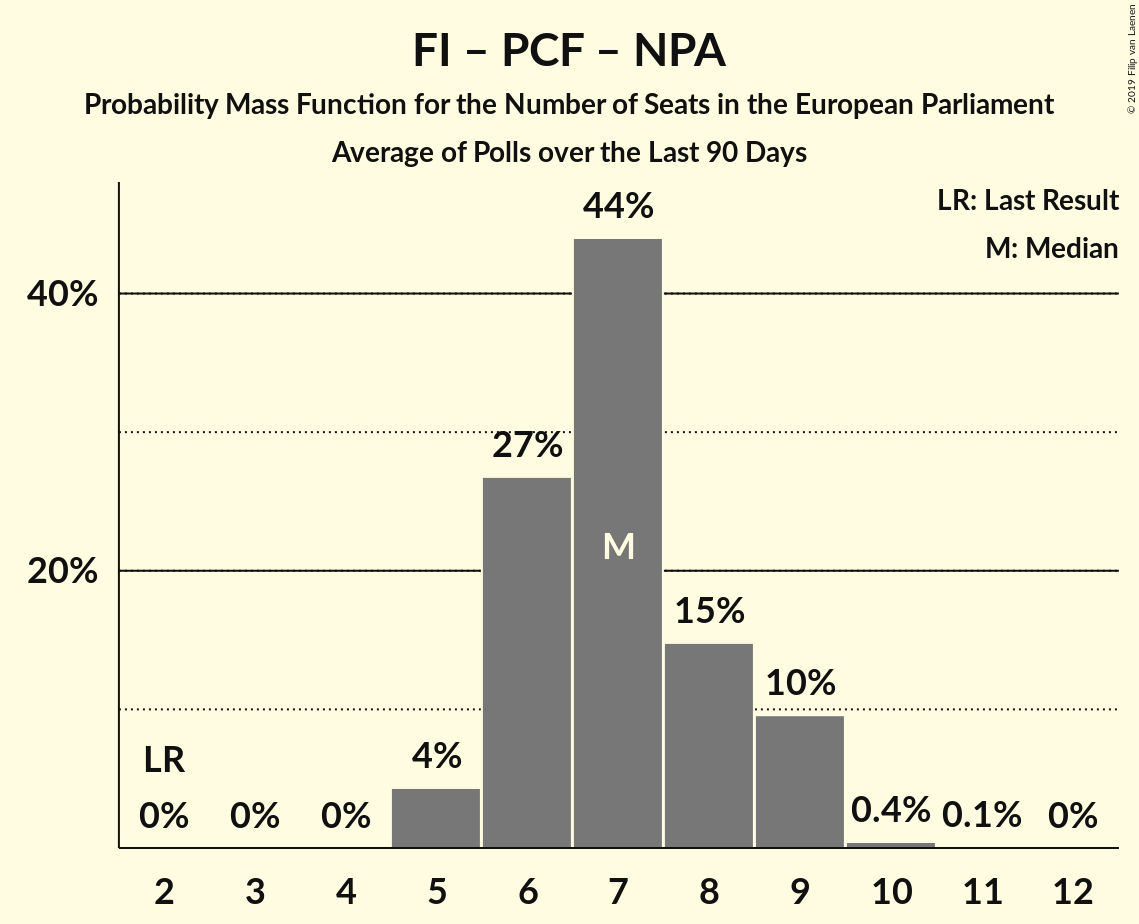 FI – PCF – NPA
Probability Mass Function for the Number of Seats in the European Parliament
Average of Polls over the Last 90 Days
© 2019 Filip van Laenen
LR: Last Result
M: Median
44%
40%
27%
M
20%
15%
10%
4%
LR
0%
0%
0%
0.4%
0.1%
0%
2 3 4 5 6 7 8 9 10 11 12